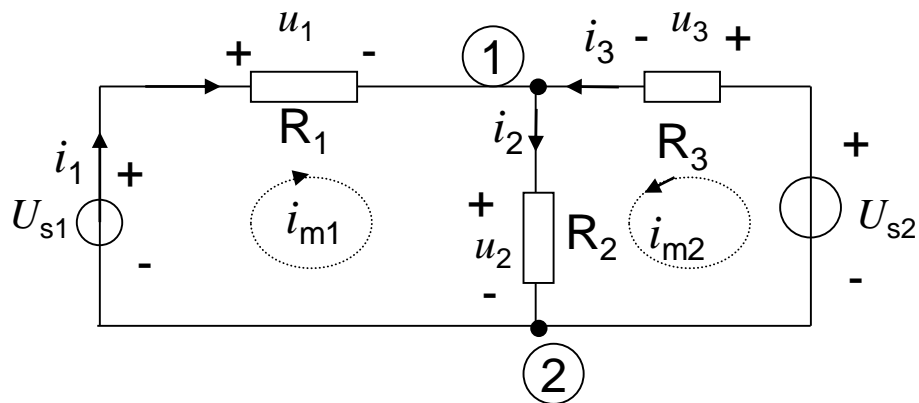 u1 i3 - u3 +
+ - 1
R1 i2 R3
i1 + +
im1 + im2
Us1 u2 R2 Us2
- - -
2